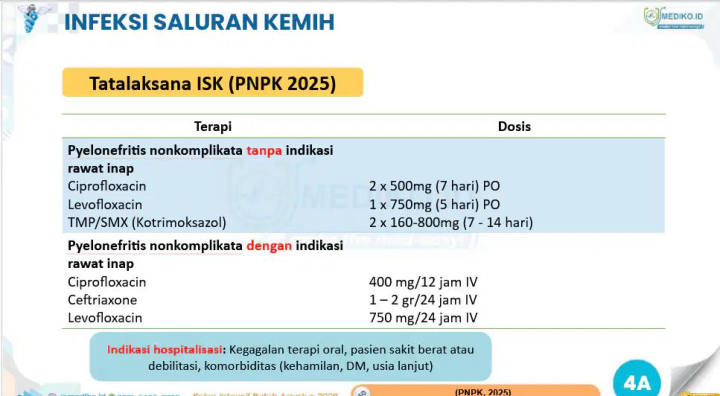 INFEKSI SALURAN KEMIH
MEDIKO.ID
Tatalaksana ISK (PNPK 2025)
Terapi Dosis
Pyelonefritis nonkomplikata tanpa indikasi
rawat inap
Ciprofloxacin 2 x 500mg (7 hari) PO
Levofloxacin 1 x 750mg (5 hari) PO
TMP/SMX (Kotrimoksazol) 2 x 160-800mg (7 - 14 hari)
Pyelonefritis nonkomplikata dengan indikasi
rawat inap
Ciprofloxacin 400 mg/12 jam IV
Ceftriaxone 1 – 2 gr/24 jam IV
Levofloxacin 750 mg/24 jam IV
Indikasi hospitalisasi: Kegagalan terapi oral, pasien sakit berat atau
debilitasi, komorbiditas (kehamilan, DM, usia lanjut)
4A
(PNPK, 2025)